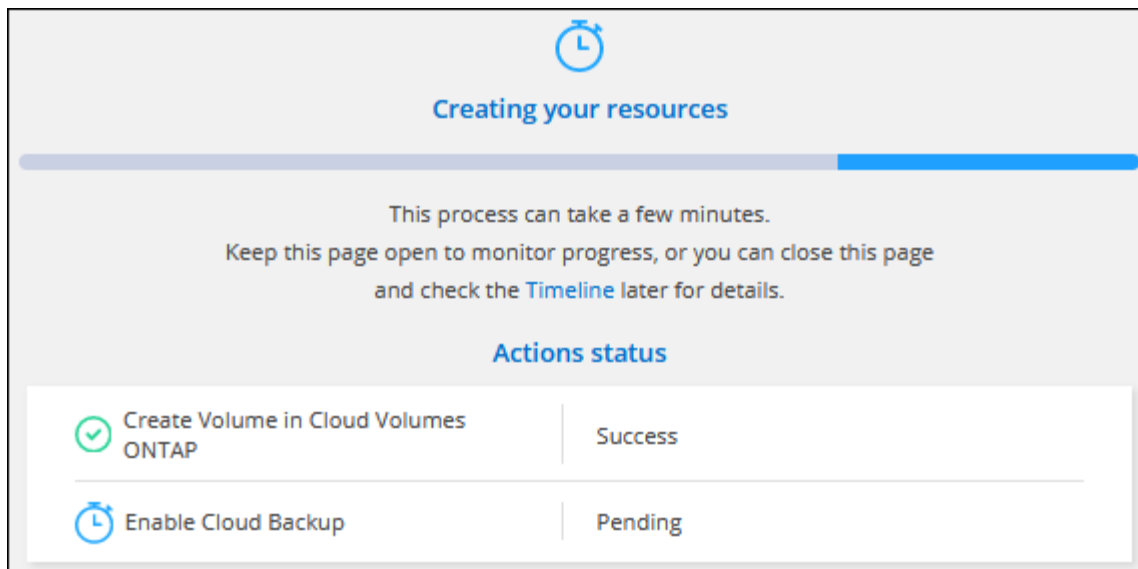 Creating your resources
This process can take a few minutes.
Keep this page open to monitor progress, or you can close this page
and check the Timeline later for details.
Actions status
Create Volume in Cloud Volumes
ONTAP
Success
Enable Cloud Backup
Pending